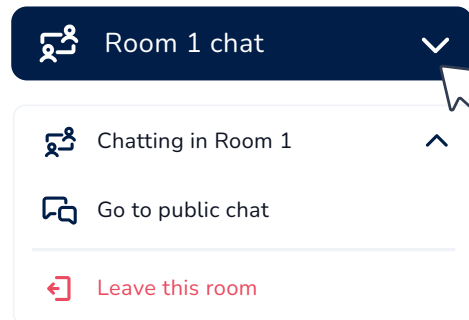 Room 1 chat
Chatting in Room 1
Go to public chat
Leave this room